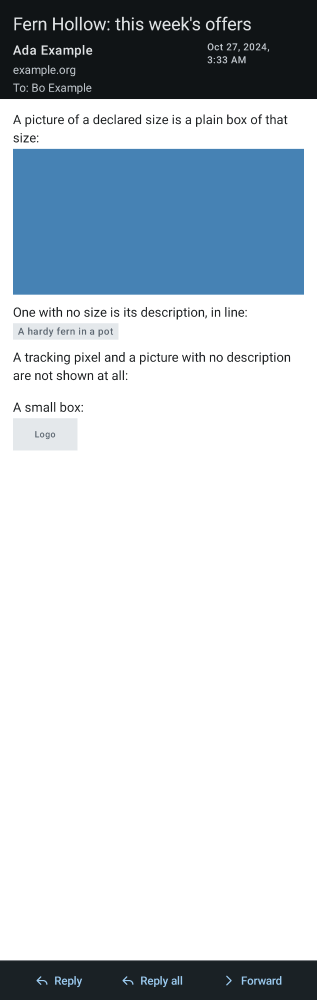 Fern Hollow: this week's offers
Ada Example
Oct 27, 2024,
3:33 AM
example.org
To: Bo Example
A picture of a declared size is a plain box of that
size:
One with no size is its description, in line:
A hardy fern in a pot
A tracking pixel and a picture with no description
are not shown at all:
A small box:
Logo
Reply
Reply all
Forward